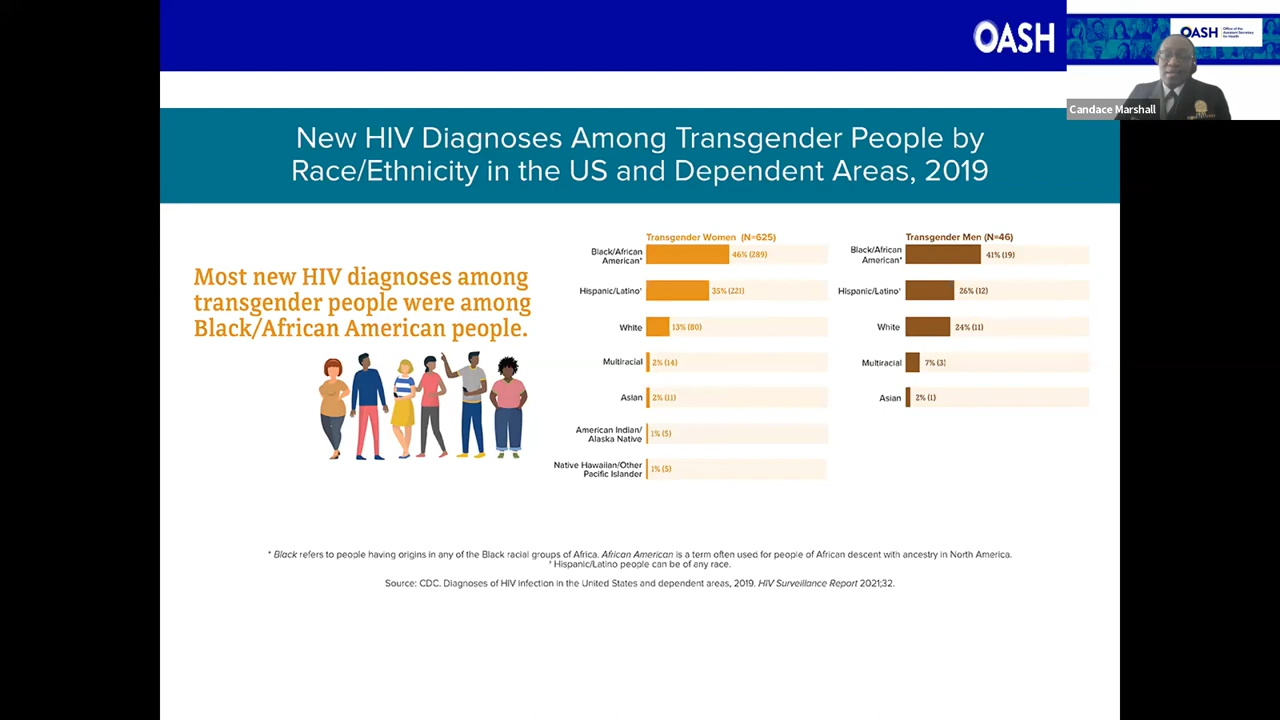 OASH
OASH
Office of the
Assistant Secretary
for Health
Candace Marshall
New HIV Diagnoses Among Transgender People by
Race/Ethnicity in the US and Dependent Areas, 2019
Most new HIV diagnoses among
transgender people were among
Black/African American people.
Transgender Women (N=625)
Black/African
American*
46% (289)
Hispanic/Latino†
35% (221)
White
13% (80)
Multiracial
2% (14)
Asian
2% (11)
American Indian/
Alaska Native
1% (5)
Native Hawaiian/Other
Pacific Islander
1% (5)
Transgender Men (N=46)
Black/African
American*
41% (19)
Hispanic/Latino†
26% (12)
White
24% (11)
Multiracial
7% (3)
Asian
2% (1)
* Black refers to people having origins in any of the Black racial groups of Africa. African American is a term often used for people of African descent with ancestry in North America.
† Hispanic/Latino people can be of any race.
Source: CDC. Diagnoses of HIV infection in the United States and dependent areas, 2019. HIV Surveillance Report 2021;32.